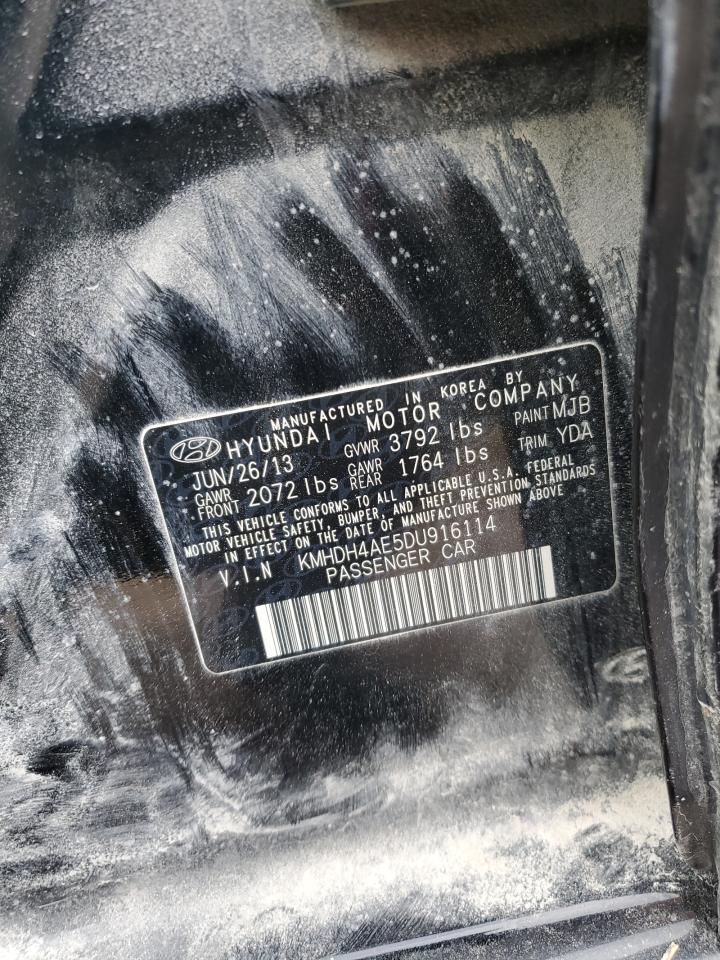 MANUFACTURED IN KOREA BY
HYUNDAI MOTOR COMPANY
JUN/26/13 GVWR 3792 lbs PAINT MJB
GAWR FRONT 2072 lbs GAWR REAR 1764 lbs TRIM YDA
THIS VEHICLE CONFORMS TO ALL APPLICABLE U.S.A. FEDERAL
MOTOR VEHICLE SAFETY, BUMPER, AND THEFT PREVENTION STANDARDS
IN EFFECT ON THE DATE OF MANUFACTURE SHOWN ABOVE
V.I.N KMHDH4AE5DU916114
PASSENGER CAR